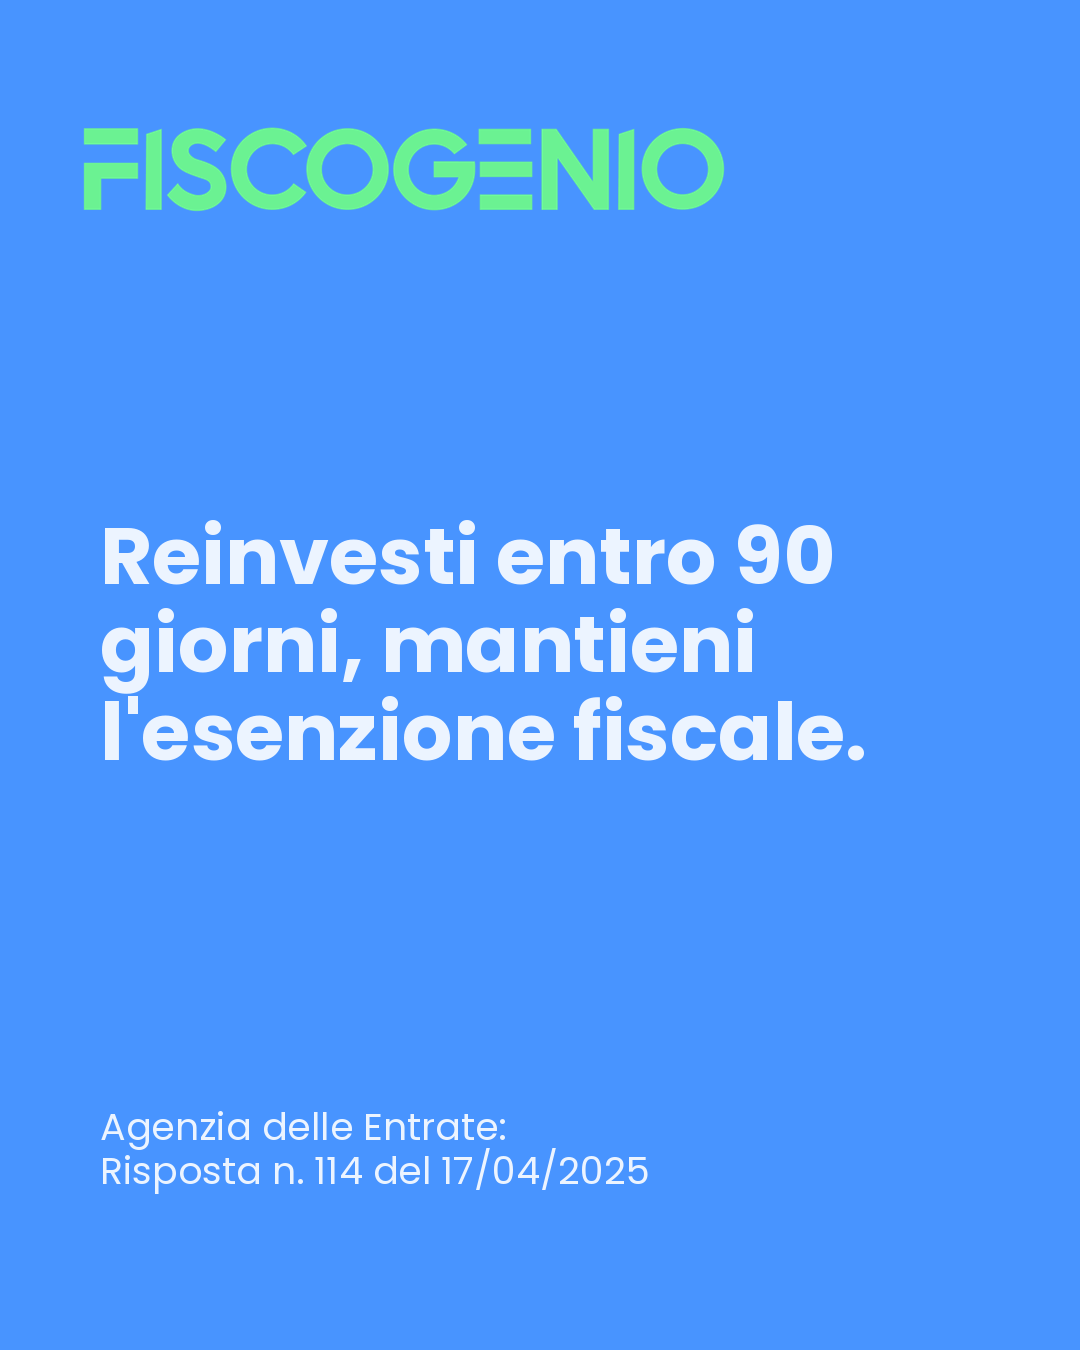 FISCOGENIO
Reinvesti entro 90
giorni, mantieni
l'esenzione fiscale.
Agenzia delle Entrate:
Risposta n. 114 del 17/04/2025